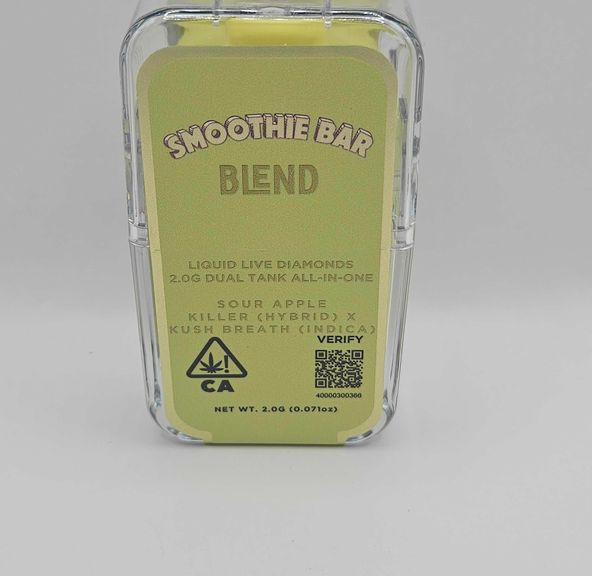 SMOOTHIE BAR
BLEND
LIQUID LIVE DIAMONDS
2.0G DUAL TANK ALL-IN-ONE
SOUR APPLE
KILLER (HYBRID) X
KUSH BREATH (INDICA)
VERIFY
CA
40000300366
NET WT. 2.0G (0.071oz)